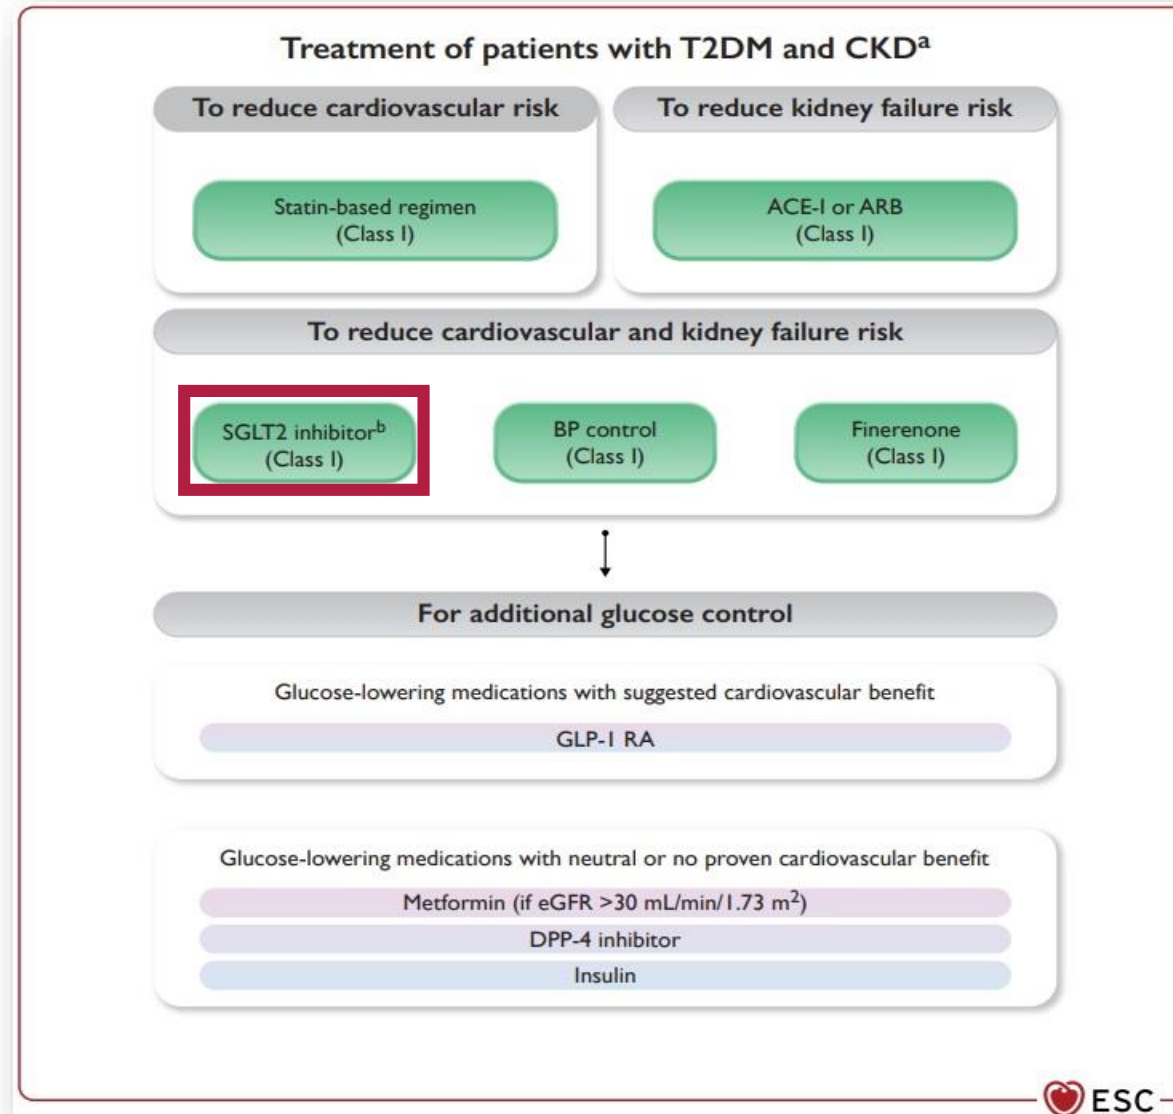 Treatment of patients with T2DM and CKDᵃ
To reduce cardiovascular risk
To reduce kidney failure risk
Statin-based regimen
(Class I)
ACE-I or ARB
(Class I)
To reduce cardiovascular and kidney failure risk
SGLT2 inhibitorᵇ
(Class I)
BP control
(Class I)
Finerenone
(Class I)
For additional glucose control
Glucose-lowering medications with suggested cardiovascular benefit
GLP-1 RA
Glucose-lowering medications with neutral or no proven cardiovascular benefit
Metformin (if eGFR >30 mL/min/1.73 m²)
DPP-4 inhibitor
Insulin
ESC